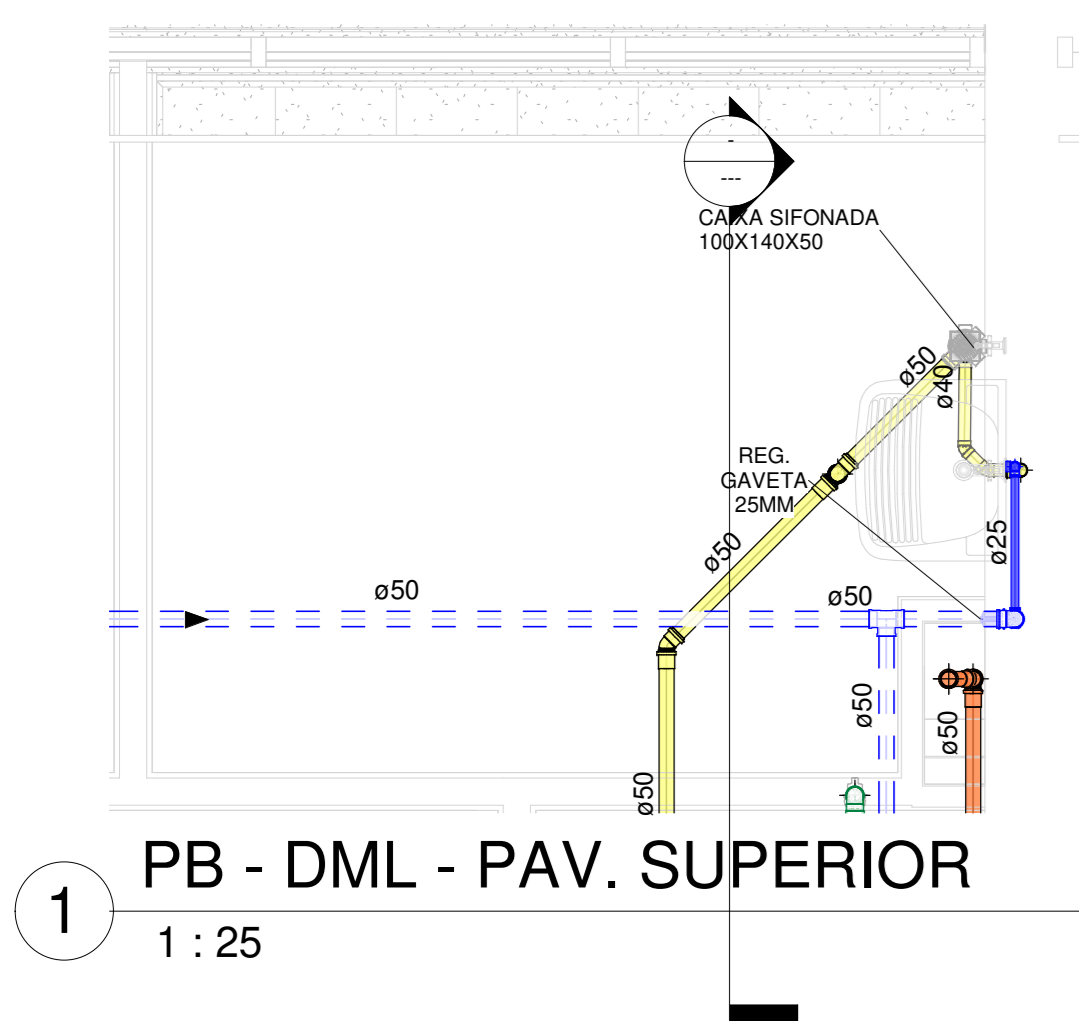 -
---
CAIXA SIFONADA
100X140X50
ø50
ø40
REG.
GAVETA
25MM
ø50
ø25
ø50
ø50
ø50
ø50
ø50
PB - DML - PAV. SUPERIOR
1
1 : 25